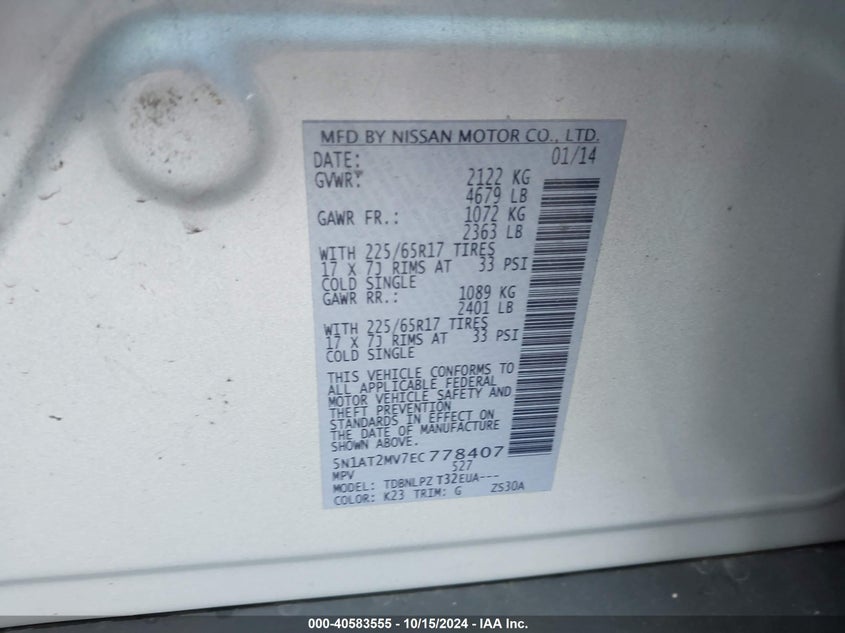 MFD BY NISSAN MOTOR CO., LTD.
DATE: 01/14
GVWR: 2122 KG
4679 LB
GAWR FR.: 1072 KG
2363 LB
WITH 225/65R17 TIRES
17 X 7J RIMS AT 33 PSI
COLD SINGLE
GAWR RR.: 1089 KG
2401 LB
WITH 225/65R17 TIRES
17 X 7J RIMS AT 33 PSI
COLD SINGLE
THIS VEHICLE CONFORMS TO
ALL APPLICABLE FEDERAL
MOTOR VEHICLE SAFETY AND
THEFT PREVENTION
STANDARDS IN EFFECT ON
THE DATE OF MANUFACTURE
SHOWN ABOVE.
5N1AT2MV7EC778407
MPV 527
MODEL: TDBNLPZ T32EUA---
COLOR: K23 TRIM: G ZS30A
000-40583555 - 10/15/2024 - IAA Inc.